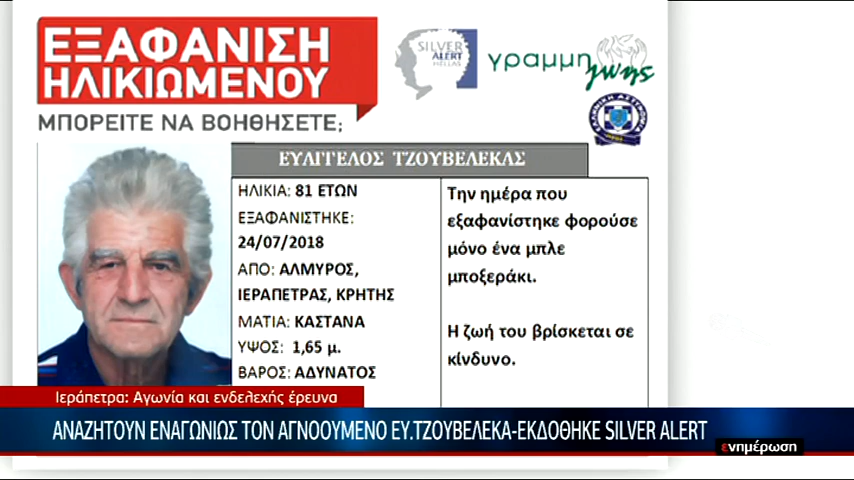 ΕΞΑΦΑΝΙΣΗ
ΗΛΙΚΙΩΜΕΝΟΥ
ΜΠΟΡΕΙΤΕ ΝΑ ΒΟΗΘΗΣΕΤΕ;
SILVER
ALERT
HELLAS
γραμμη
ζωης
ΕΛΛΗΝΙΚΗ ΑΣΤΥΝΟΜΙΑ
ΕΥΑΓΓΕΛΟΣ ΤΖΟΥΒΕΛΕΚΑΣ
ΗΛΙΚΙΑ: 81 ΕΤΩΝ
ΕΞΑΦΑΝΙΣΤΗΚΕ:
24/07/2018
ΑΠΟ: ΑΛΜΥΡΟΣ,
ΙΕΡΑΠΕΤΡΑΣ, ΚΡΗΤΗΣ
ΜΑΤΙΑ: ΚΑΣΤΑΝΑ
ΥΨΟΣ: 1,65 μ.
ΒΑΡΟΣ: ΑΔΥΝΑΤΟΣ
Την ημέρα που
εξαφανίστηκε φορούσε
μόνο ένα μπλε
μποξεράκι.
Η ζωή του βρίσκεται σε
κίνδυνο.
Ιεράπετρα: Αγωνία και ενδελεχής έρευνα
ΑΝΑΖΗΤΟΥΝ ΕΝΑΓΩΝΙΩΣ ΤΟΝ ΑΓΝΟΟΥΜΕΝΟ ΕΥ.ΤΖΟΥΒΕΛΕΚΑ-ΕΚΔΟΘΗΚΕ SILVER ALERT
ενημέρωση